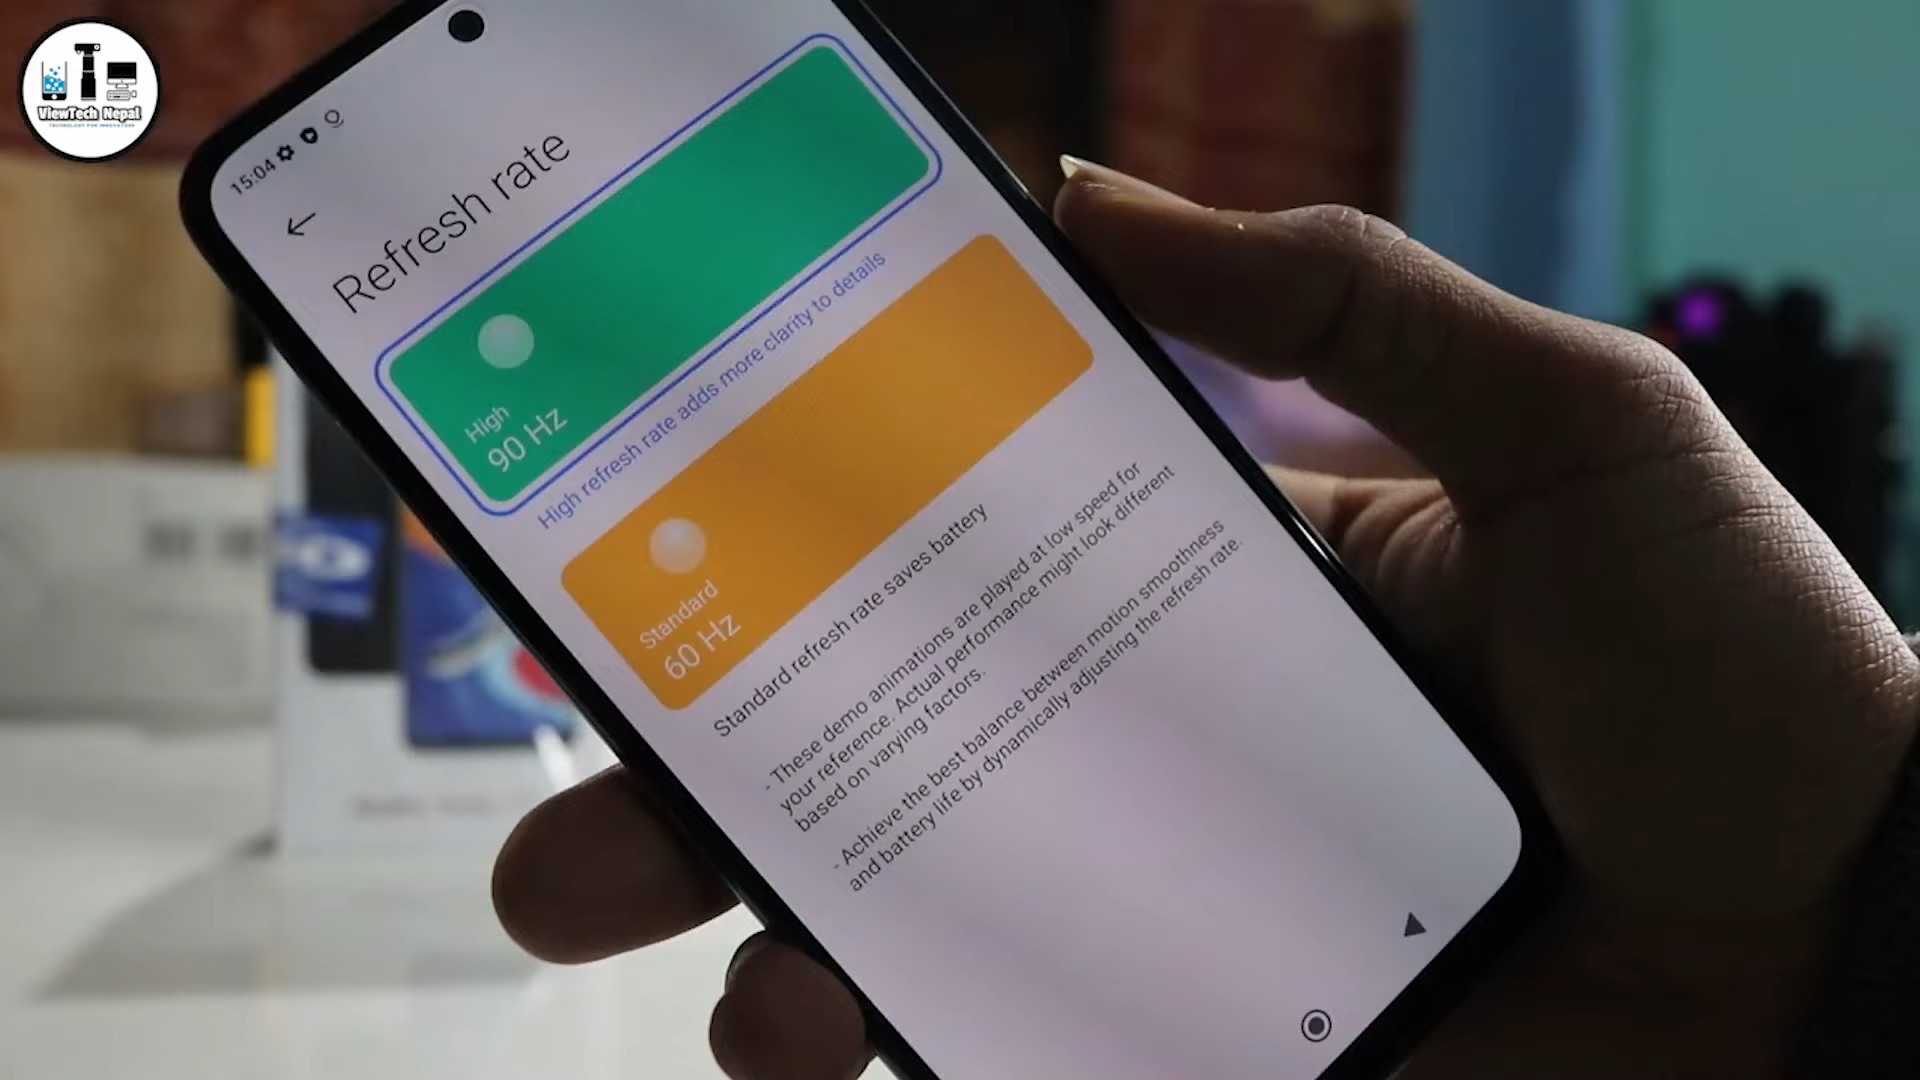 ViewTech Nepal
TECHNOLOGY FOR INNOVATORS
15:04
Refresh rate
High
90 Hz
High refresh rate adds more clarity to details
Standard
60 Hz
Standard refresh rate saves battery
- These demo animations are played at low speed for
your reference. Actual performance might look different
based on varying factors.
- Achieve the best balance between motion smoothness
and battery life by dynamically adjusting the refresh rate.